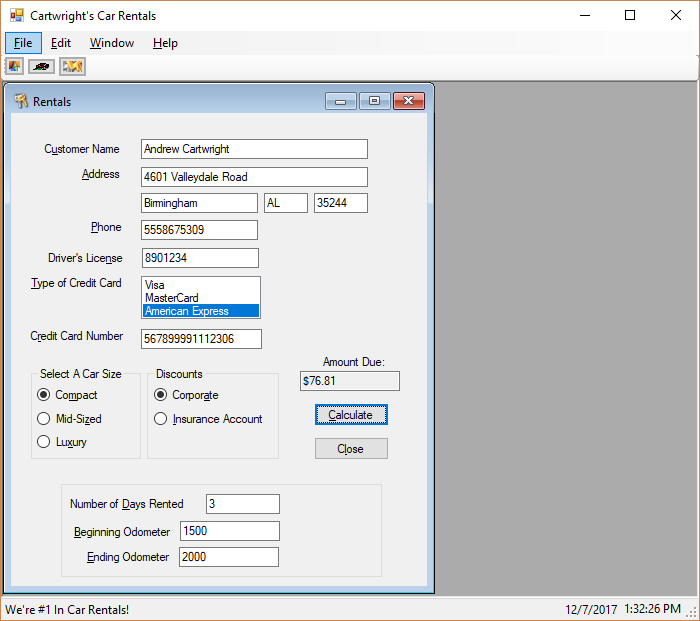 Cartwright's Car Rentals
File Edit Window Help
Rentals
Customer Name Andrew Cartwright
Address 4601 Valleydale Road
Birmingham AL 35244
Phone 5558675309
Driver's License 8901234
Type of Credit Card Visa
MasterCard
American Express
Credit Card Number 567899991112306
Amount Due:
$76.81
Select A Car Size
Compact
Mid-Sized
Luxury
Discounts
Corporate
Insurance Account
Calculate
Close
Number of Days Rented 3
Beginning Odometer 1500
Ending Odometer 2000
We're #1 In Car Rentals! 12/7/2017 1:32:26 PM